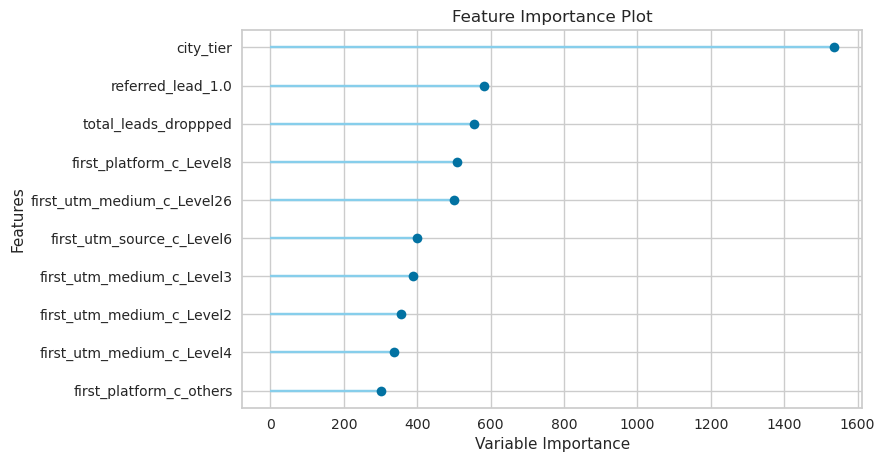 Feature Importance Plot
Features
city_tier
referred_lead_1.0
total_leads_droppped
first_platform_c_Level8
first_utm_medium_c_Level26
first_utm_source_c_Level6
first_utm_medium_c_Level3
first_utm_medium_c_Level2
first_utm_medium_c_Level4
first_platform_c_others
0 200 400 600 800 1000 1200 1400 1600
Variable Importance